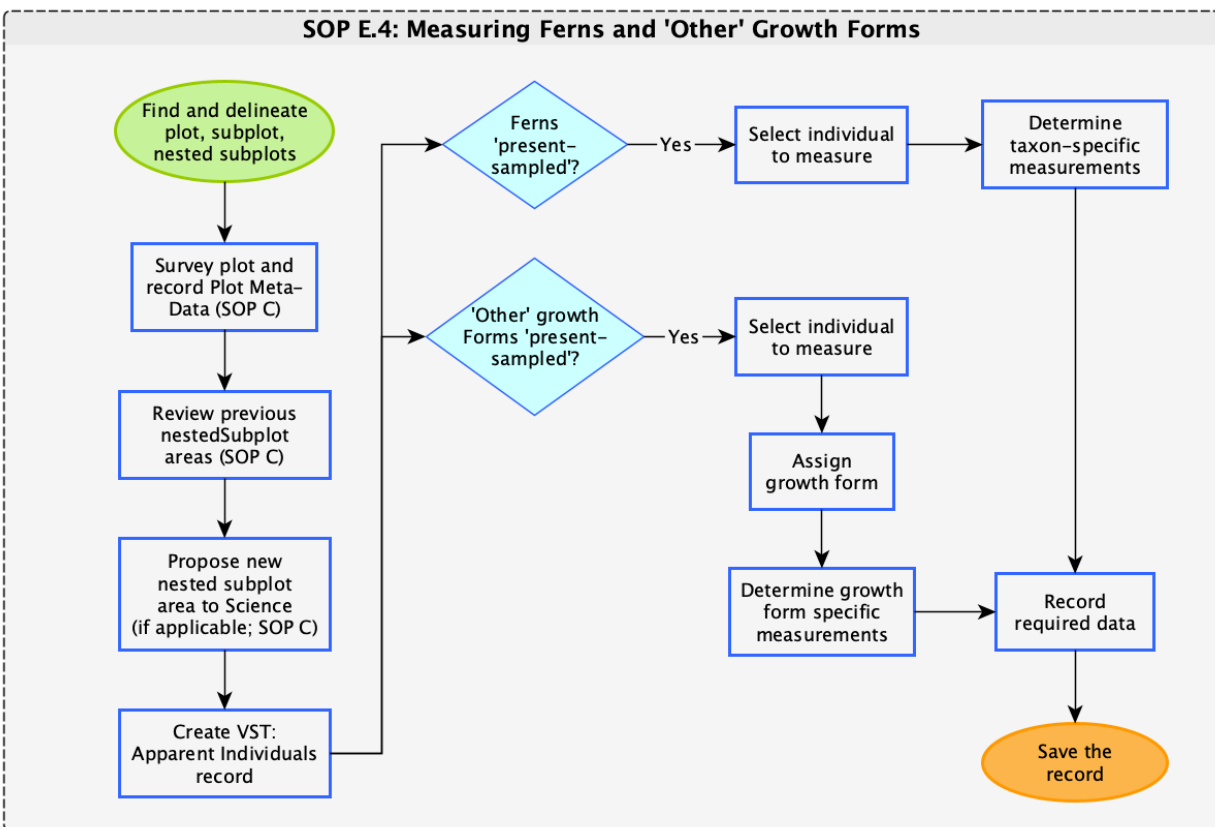 SOP E.4: Measuring Ferns and 'Other' Growth Forms
Find and delineate
plot, subplot,
nested subplots
Survey plot and
record Plot Meta-
Data (SOP C)
Review previous
nestedSubplot
areas (SOP C)
Propose new
nested subplot
area to Science
(if applicable; SOP C)
Create VST:
Apparent Individuals
record
Ferns
'present-
sampled'?
Yes
Select individual
to measure
Determine
taxon-specific
measurements
'Other' growth
Forms 'present-
sampled'?
Yes
Select individual
to measure
Assign
growth form
Determine growth
form specific
measurements
Record
required data
Save the
record